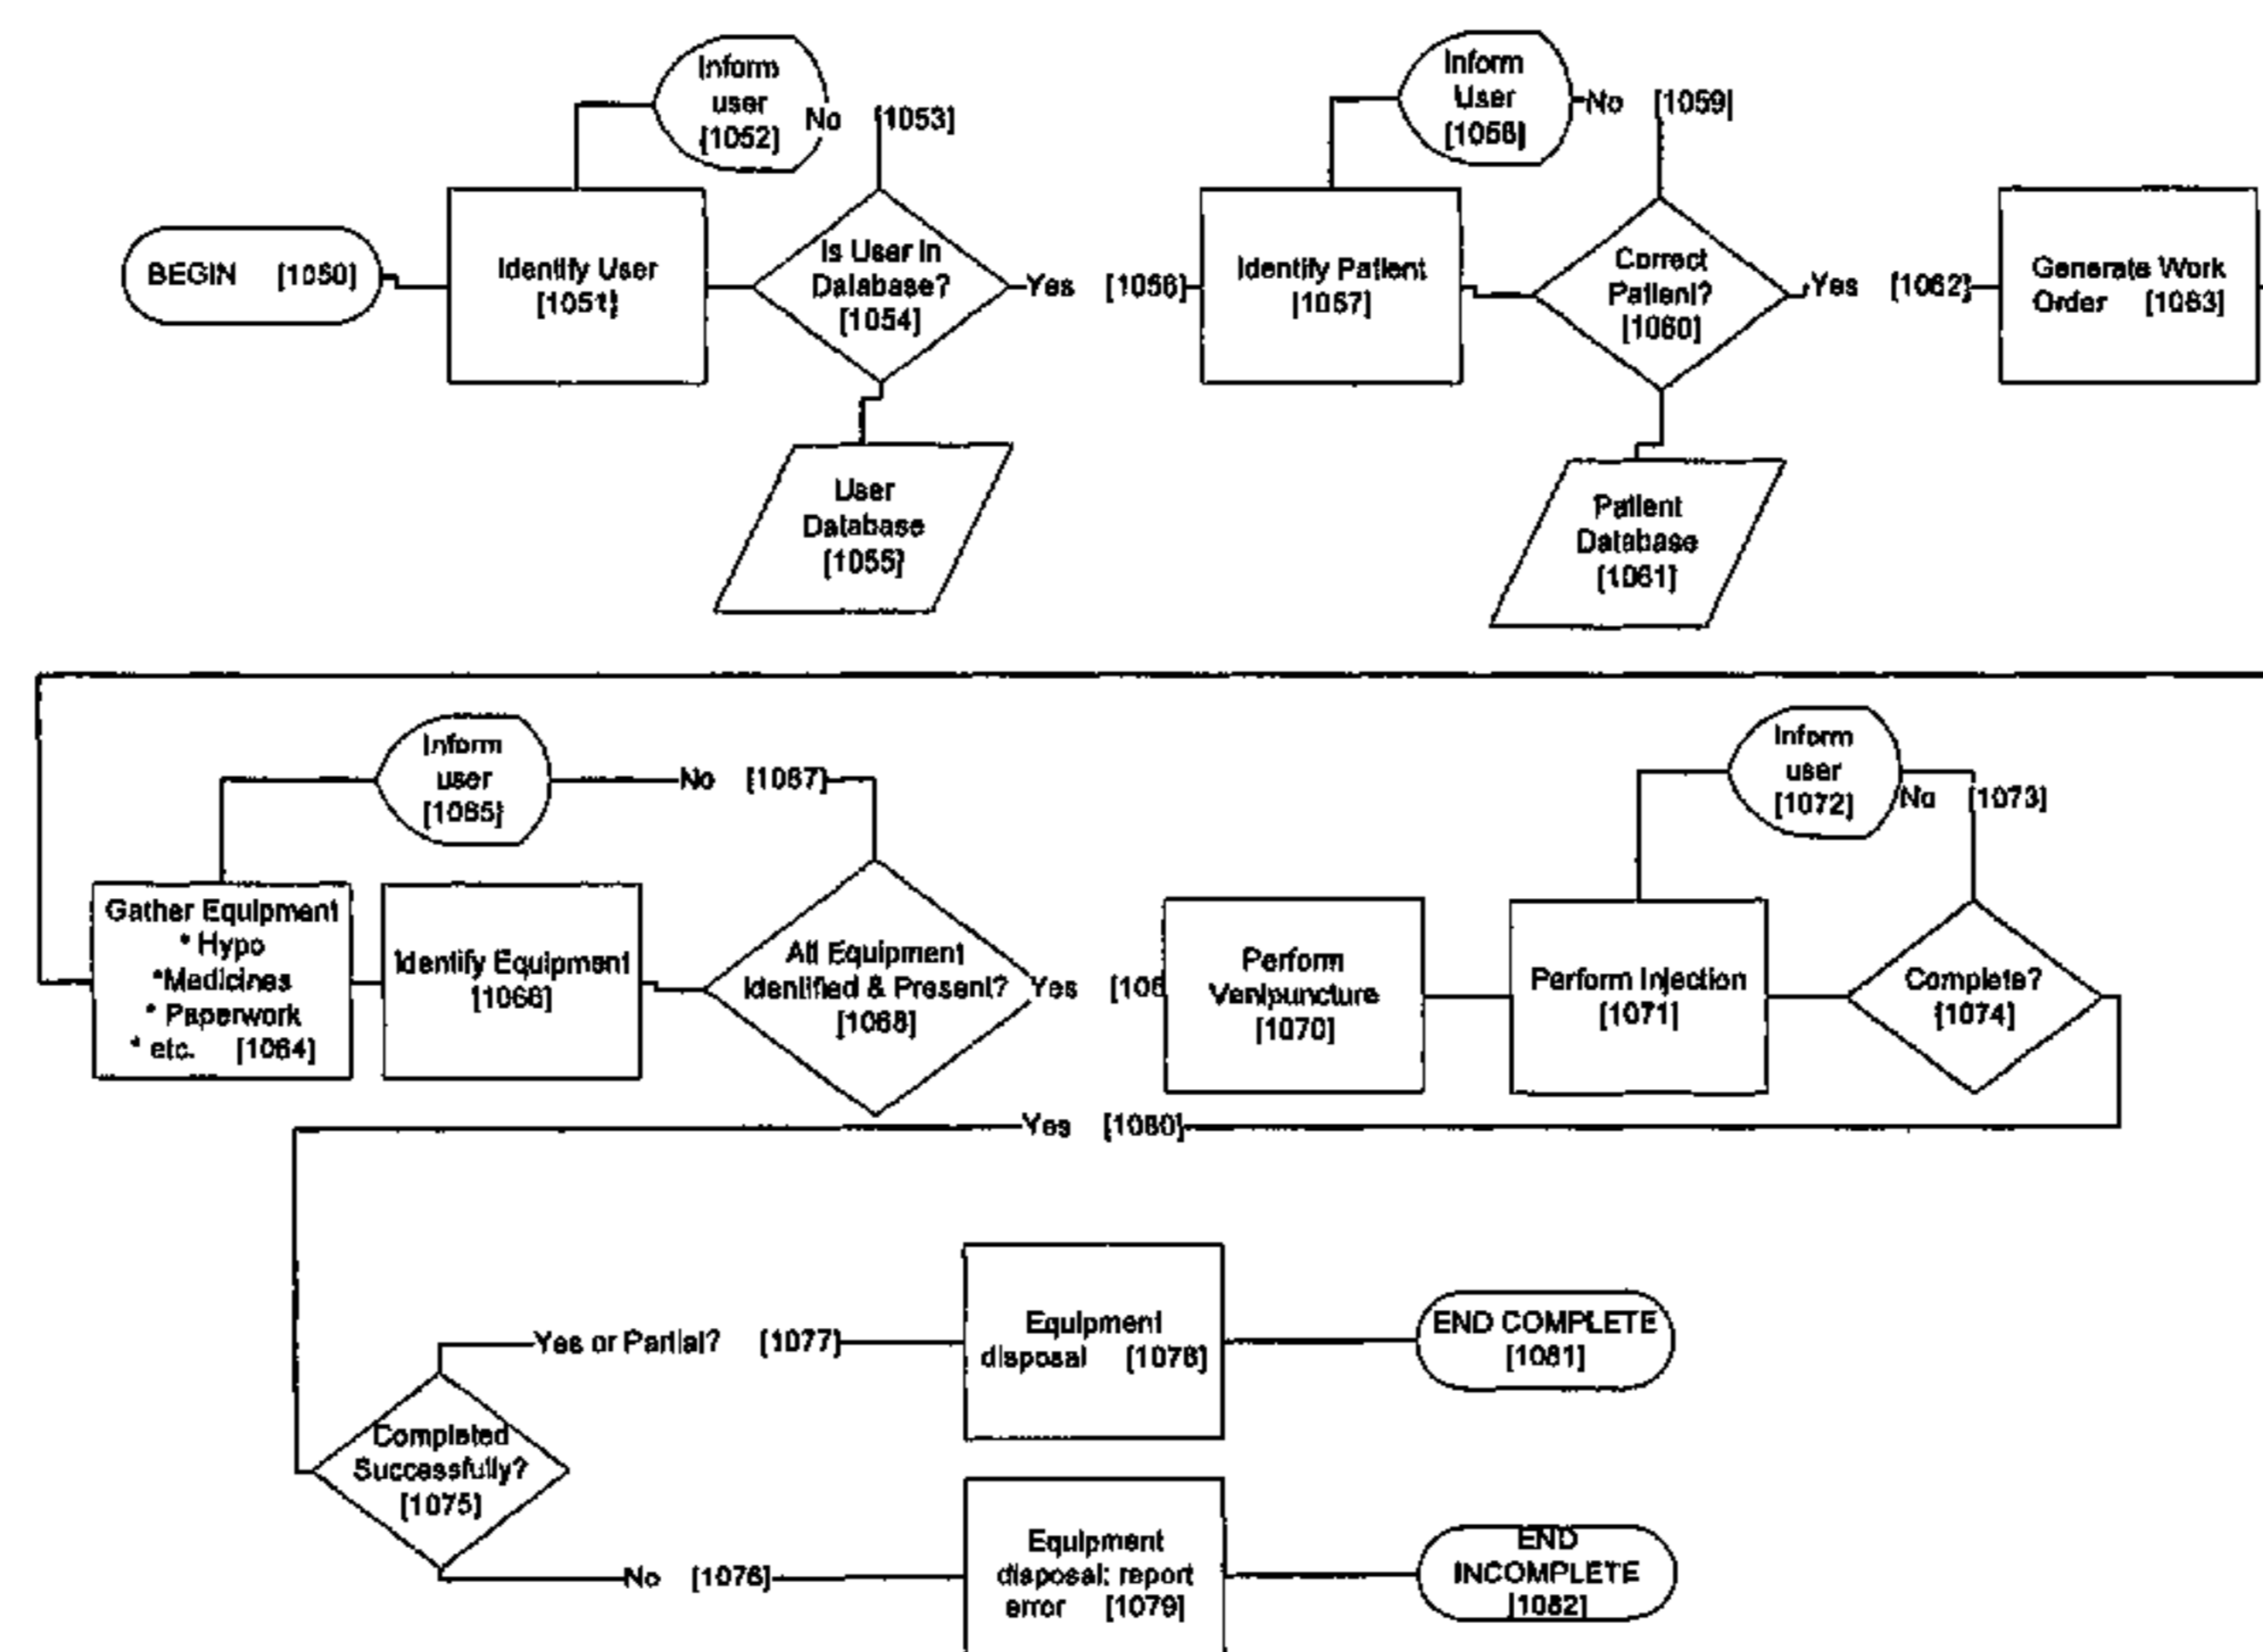 Inform
user
[1052]
No [1053]
Inform
User
[1058]
No [1059]
BEGIN [1050]
Identify User
[1051]
Is User in
Database?
[1054]
Yes [1056]
Identify Patient
[1057]
Correct
Patient?
[1060]
Yes [1062]
Generate Work
Order [1063]
User
Database
[1055]
Patient
Database
[1061]
Inform
user
[1065]
No [1067]
Inform
user
[1072]
No [1073]
Gather Equipment
* Hypo
*Medicines
* Paperwork
* etc. [1064]
Identify Equipment
[1066]
All Equipment
Identified & Present?
[1068]
Yes [106
Perform
Venipuncture
[1070]
Perform Injection
[1071]
Complete?
[1074]
Yes [1080]
Yes or Partial? [1077]
Equipment
disposal [1078]
END COMPLETE
[1081]
Completed
Successfully?
[1075]
No [1076]
Equipment
disposal; report
error [1079]
END
INCOMPLETE
[1082]